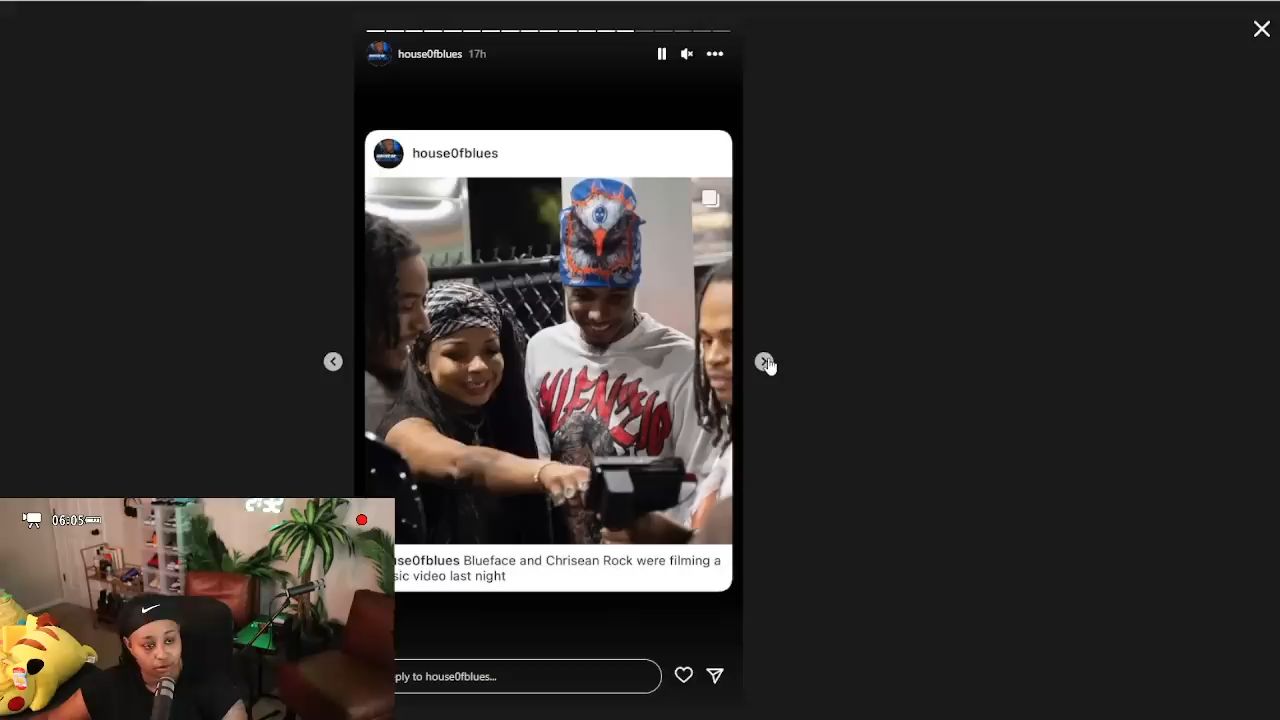 house0fblues 17h
house0fblues
use0fblues Blueface and Chrisean Rock were filming a
sic video last night
ply to house0fblues...
06:05